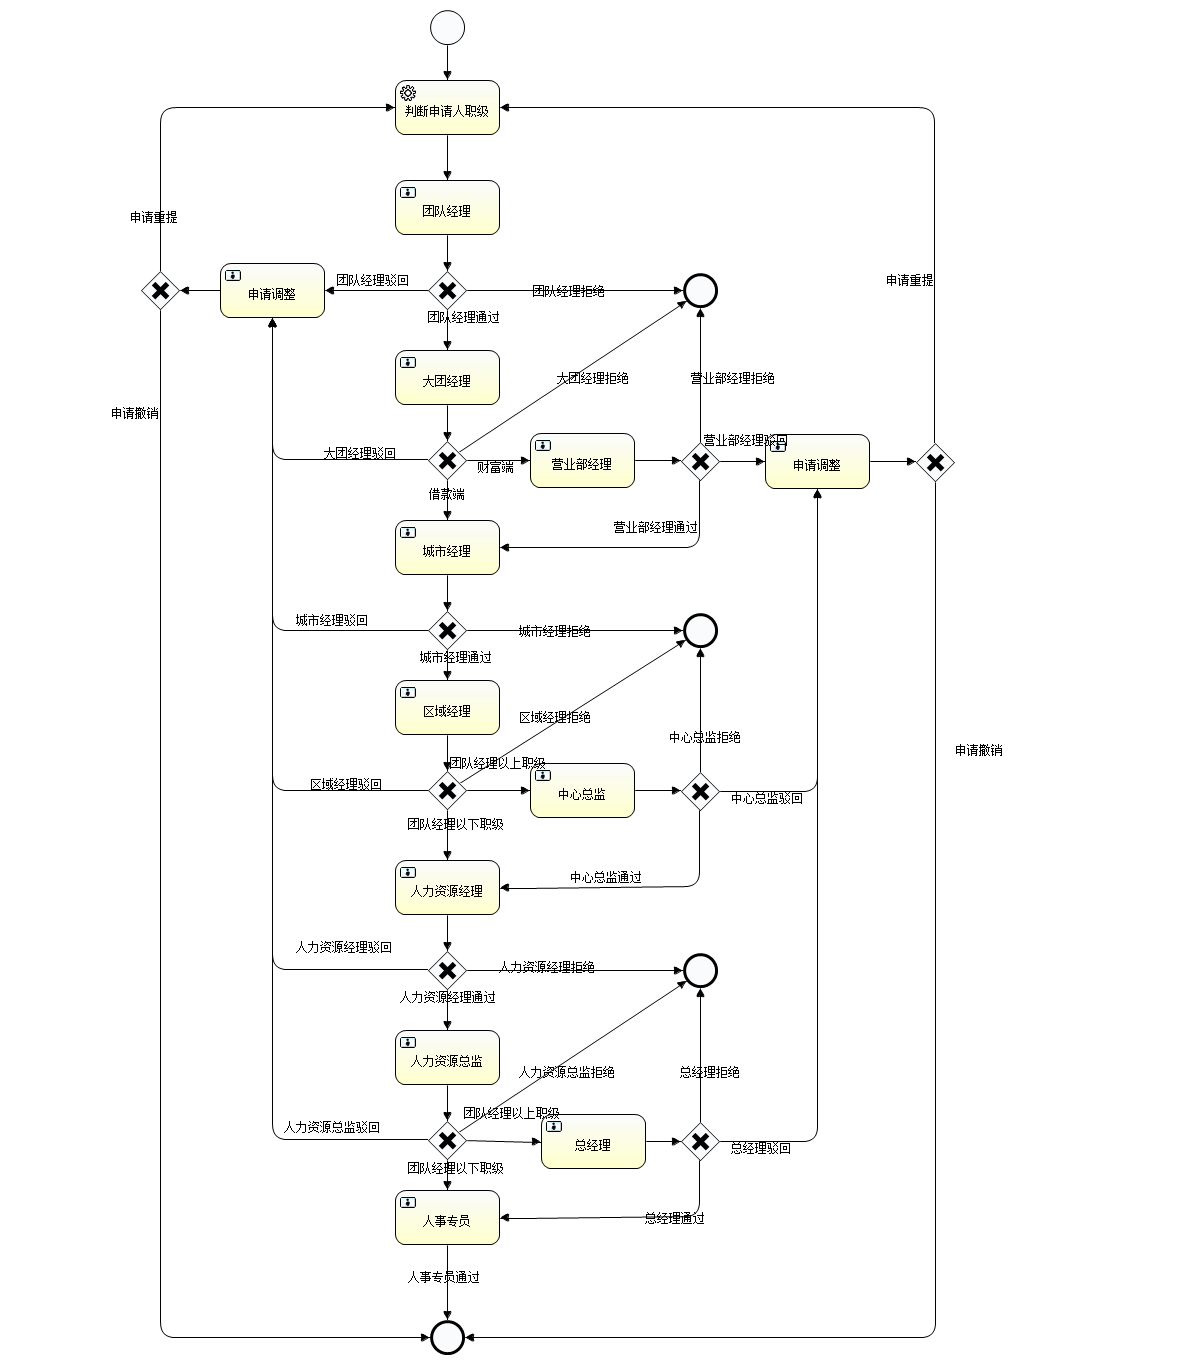 判断申请人职级
团队经理
申请重提
申请重提
团队经理驳回
申请调整
团队经理拒绝
团队经理通过
大团经理
大团经理拒绝
营业部经理拒绝
申请撤销
大团经理驳回
财富端
营业部经理
营业部经理驳回
申请调整
借款端
营业部经理通过
城市经理
城市经理驳回
城市经理拒绝
城市经理通过
区域经理
区域经理拒绝
中心总监拒绝
申请撤销
团队经理以上职级
区域经理驳回
中心总监
中心总监驳回
团队经理以下职级
中心总监通过
人力资源经理
人力资源经理驳回
人力资源经理拒绝
人力资源经理通过
人力资源总监
人力资源总监拒绝
总经理拒绝
团队经理以上职级
人力资源总监驳回
总经理
总经理驳回
团队经理以下职级
人事专员
总经理通过
人事专员通过